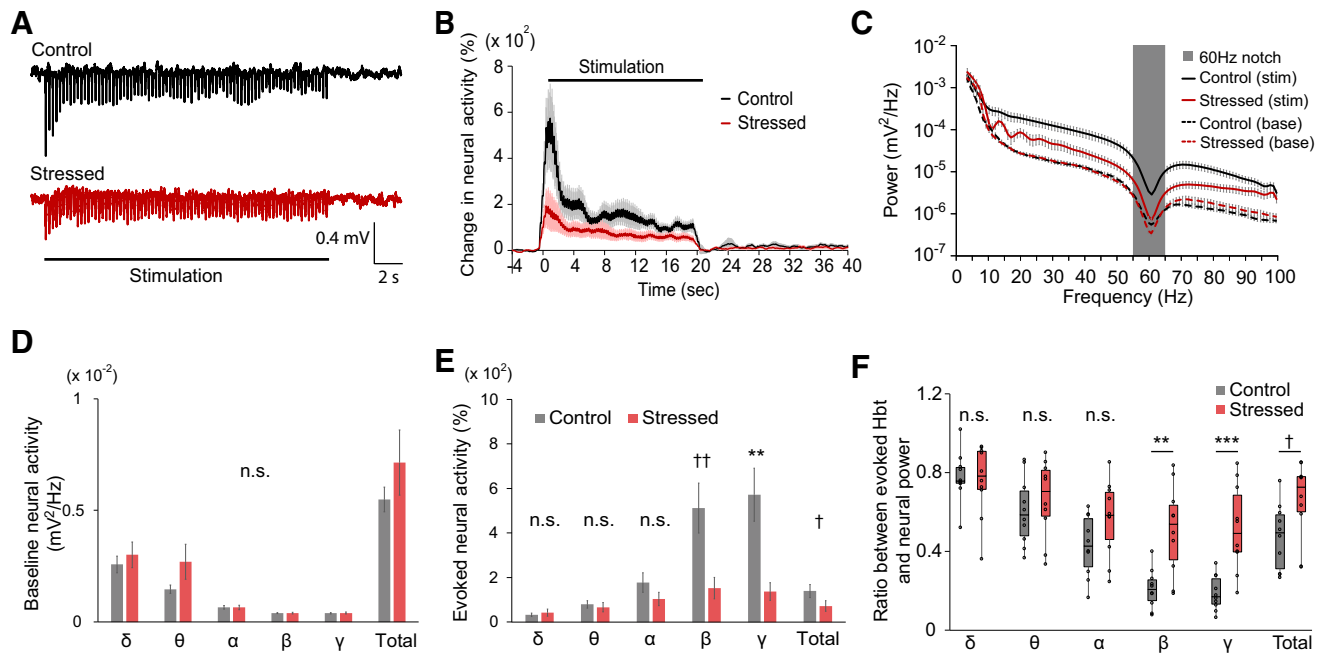 A
Control
Stressed
0.4 mV
2 s
Stimulation
B
(x 10²)
Change in neural activity (%)
8
6
4
2
0
Stimulation
Control
Stressed
-4 0 4 8 12 16 20 24 28 32 36 40
Time (sec)
C
Power (mV²/Hz)
10⁻²
10⁻³
10⁻⁴
10⁻⁵
10⁻⁶
10⁻⁷
60Hz notch
Control (stim)
Stressed (stim)
Control (base)
Stressed (base)
0 10 20 30 40 50 60 70 80 90 100
Frequency (Hz)
D
(x 10⁻²)
Baseline neural activity
(mV²/Hz)
1
0.5
0
n.s.
δ θ α β γ Total
E
(x 10²)
Evoked neural activity (%)
10
8
6
4
2
0
Control Stressed
n.s. n.s. n.s. †† ** †
δ θ α β γ Total
F
Ratio between evoked Hbt
and neural power
1.2
0.8
0.4
0
Control
Stressed
n.s. n.s. n.s. ** *** †
δ θ α β γ Total